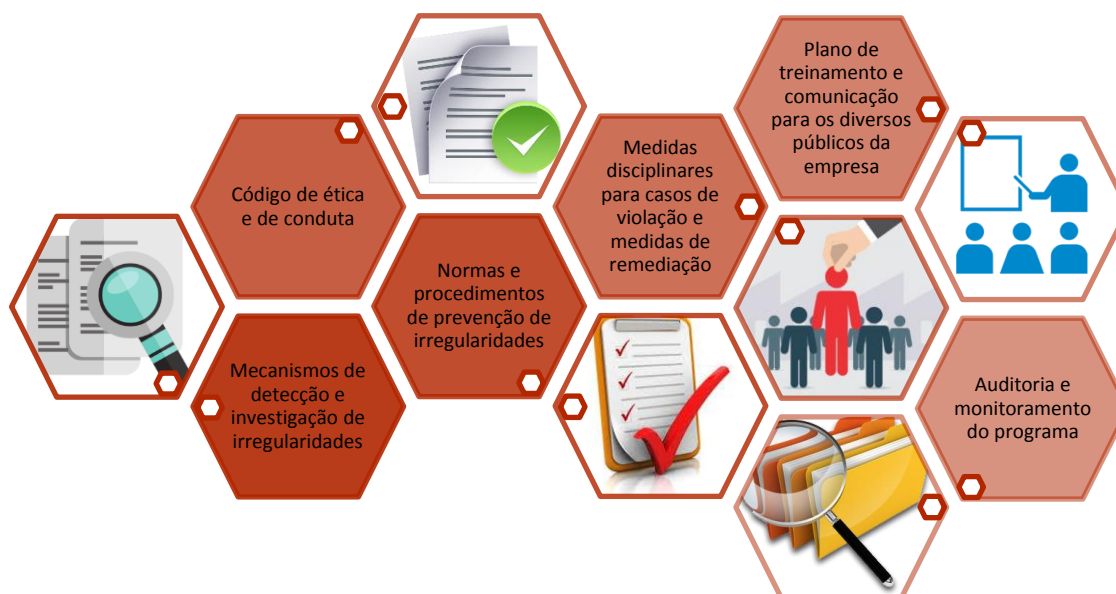 Código de ética
e de conduta
Mecanismos de
detecção e
investigação de
irregularidades
Normas e
procedimentos
de prevenção de
irregularidades
Medidas
disciplinares
para casos de
violação e
medidas de
remediação
Plano de
treinamento e
comunicação
para os diversos
públicos da
empresa
Auditoria e
monitoramento
do programa